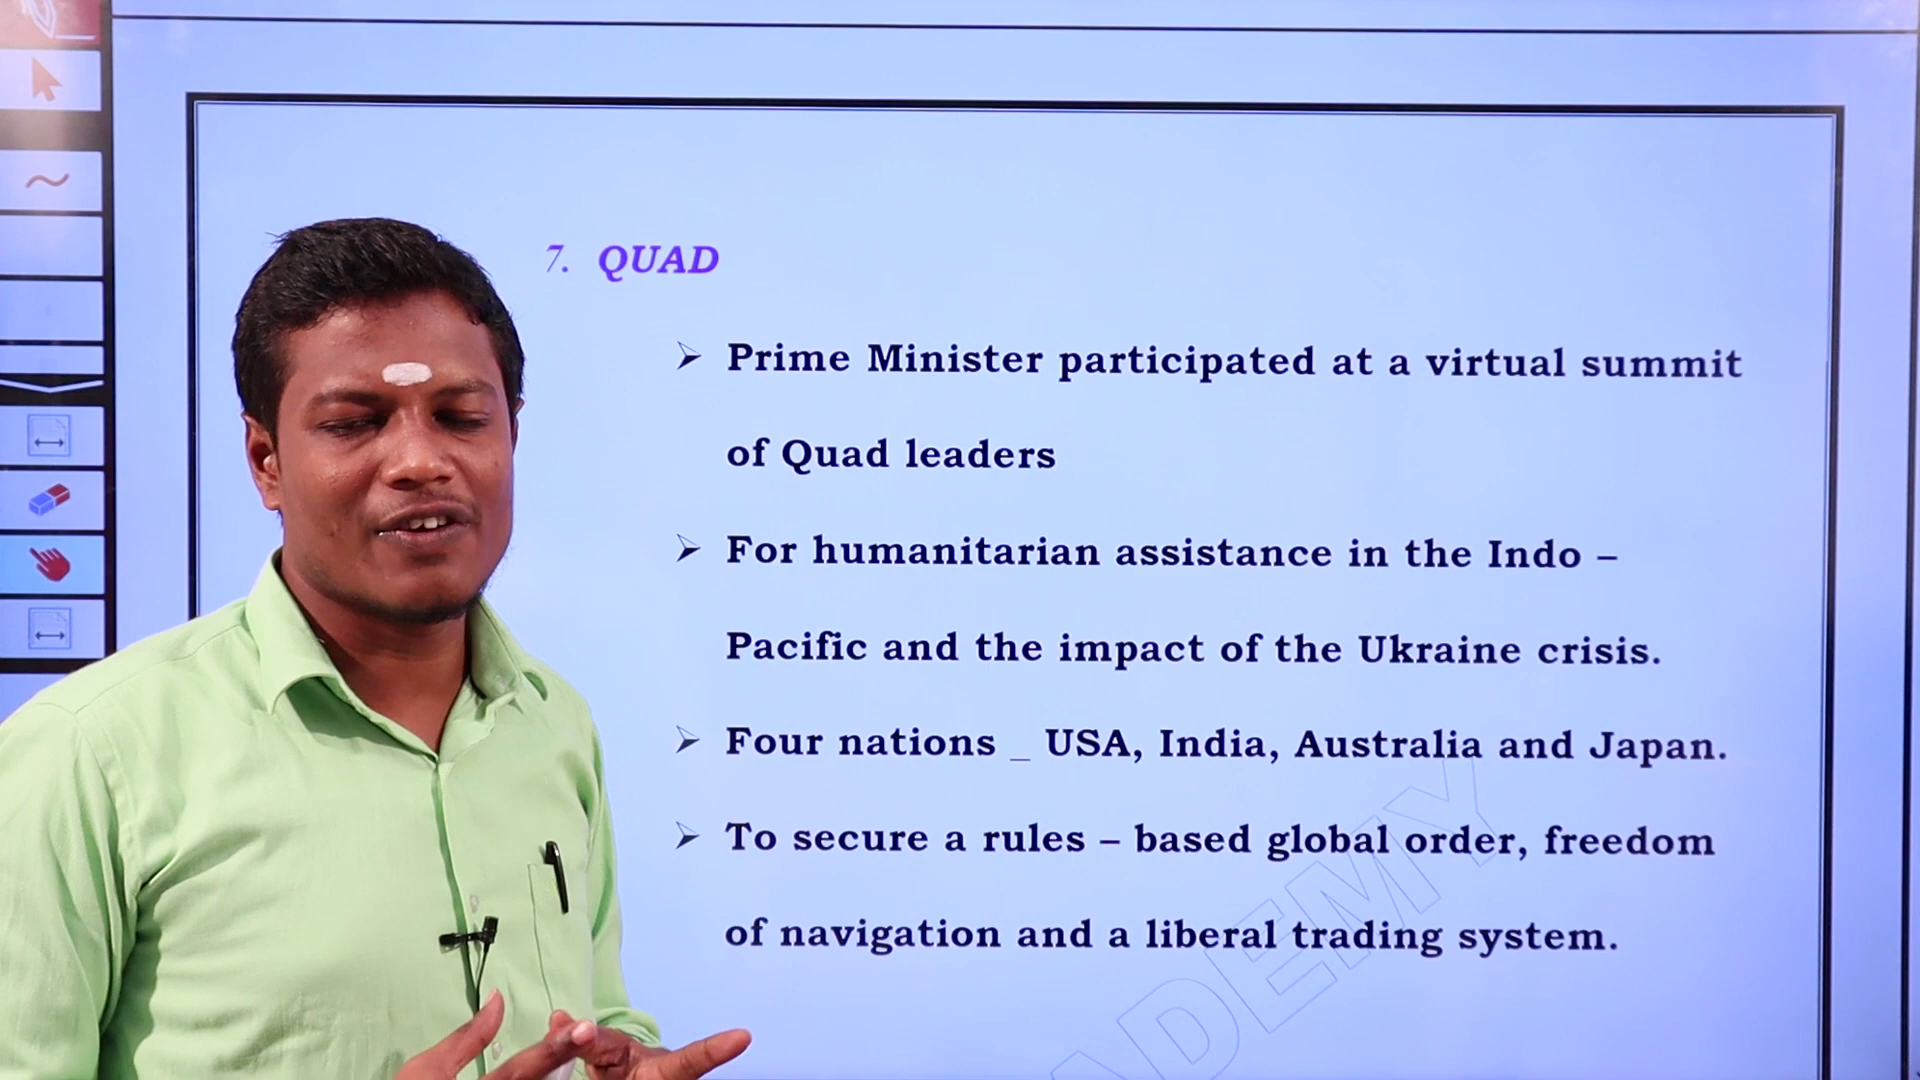 7. QUAD
➢ Prime Minister participated at a virtual summit
of Quad leaders
➢ For humanitarian assistance in the Indo –
Pacific and the impact of the Ukraine crisis.
➢ Four nations _ USA, India, Australia and Japan.
➢ To secure a rules – based global order, freedom
of navigation and a liberal trading system.
ADEMY